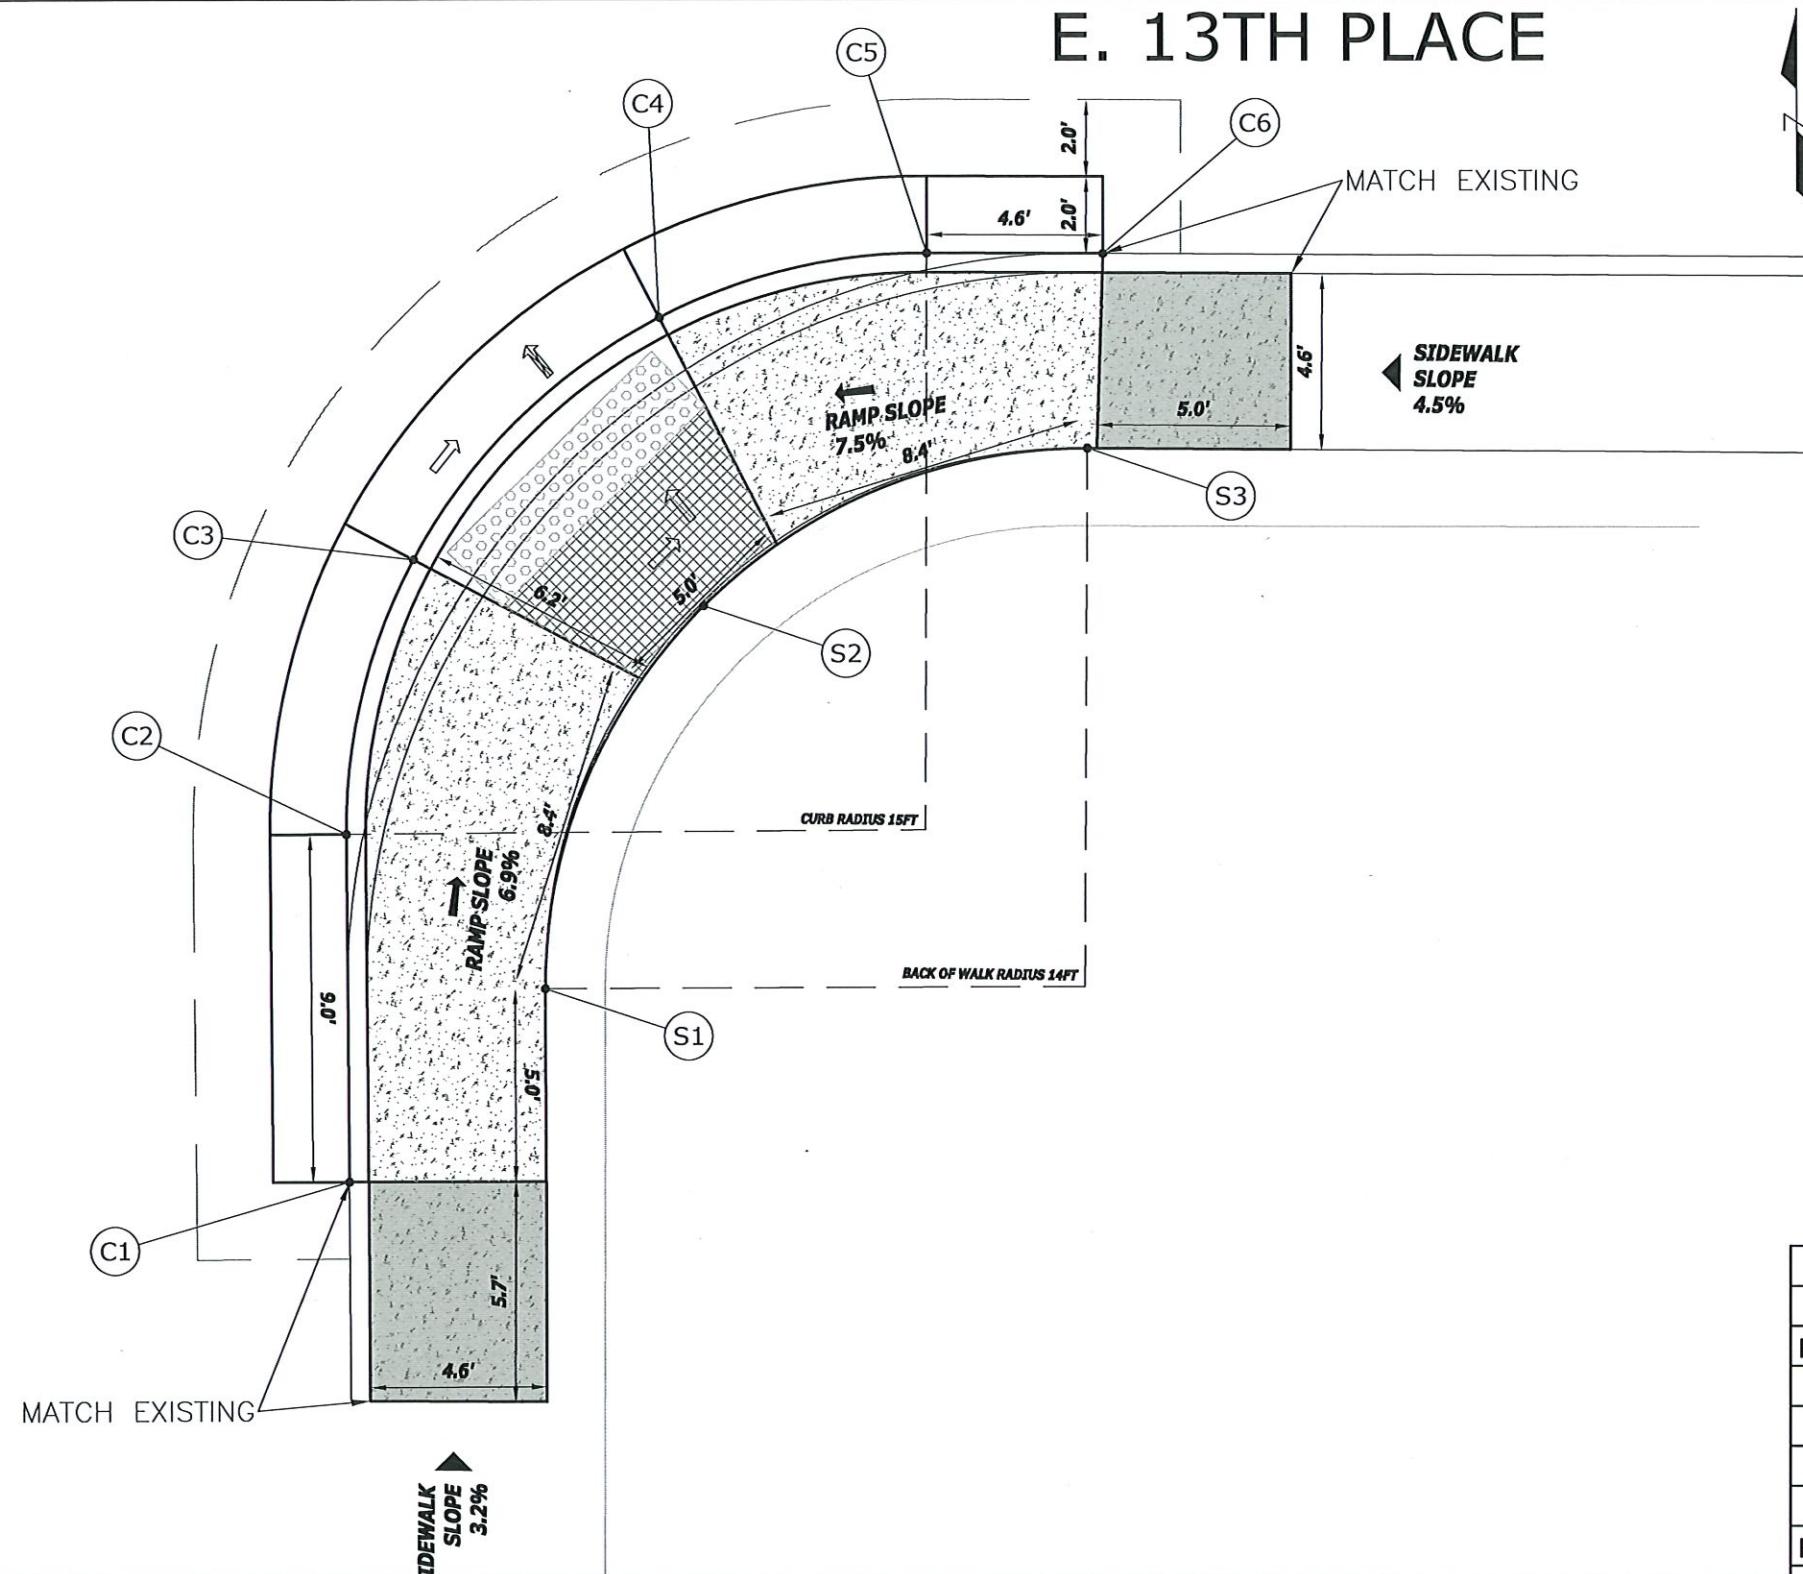 E. 13TH PLACE
C5
C4
C6
2.0'
MATCH EXISTING
4.6'
2.0'
SIDEWALK
SLOPE
4.5%
4.6'
RAMP SLOPE
7.5%
5.0'
8.4'
S3
C3
6.2'
5.0'
S2
C2
CURB RADIUS 15FT
8.4'
RAMP SLOPE
6.9%
BACK OF WALK RADIUS 14FT
9.0'
S1
5.0'
C1
5.7'
4.6'
MATCH EXISTING
SLOPE
3.2%